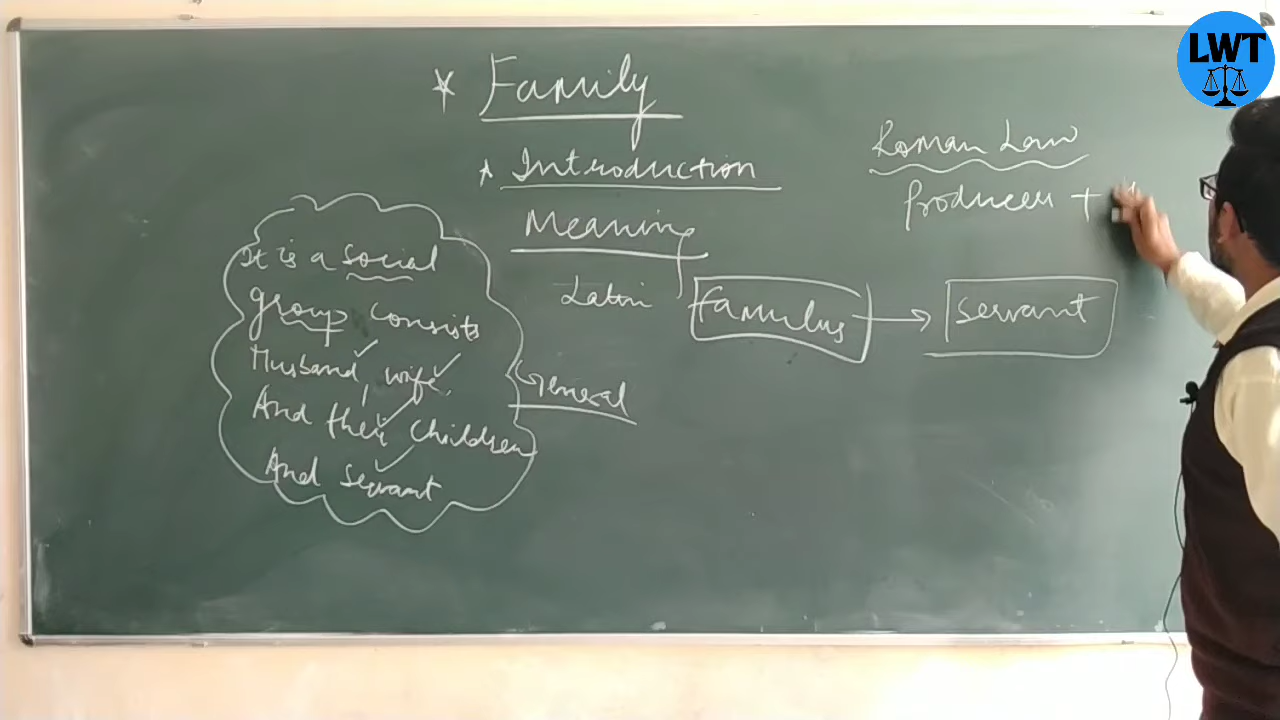 LWT
* Family
* Introduction
Roman Law
Producers +
Meaning
Latin famulus → servant
It is a social
group consists
Husband, wife,
And their children
And servant
General